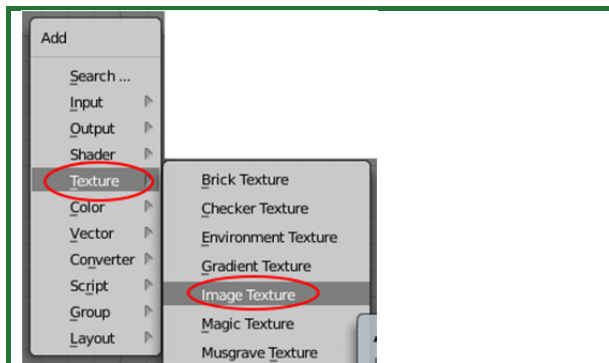 Add
Search ...
Input
Output
Shader
Texture
Color
Vector
Converter
Script
Group
Layout
Brick Texture
Checker Texture
Environment Texture
Gradient Texture
Image Texture
Magic Texture
Musgrave Texture